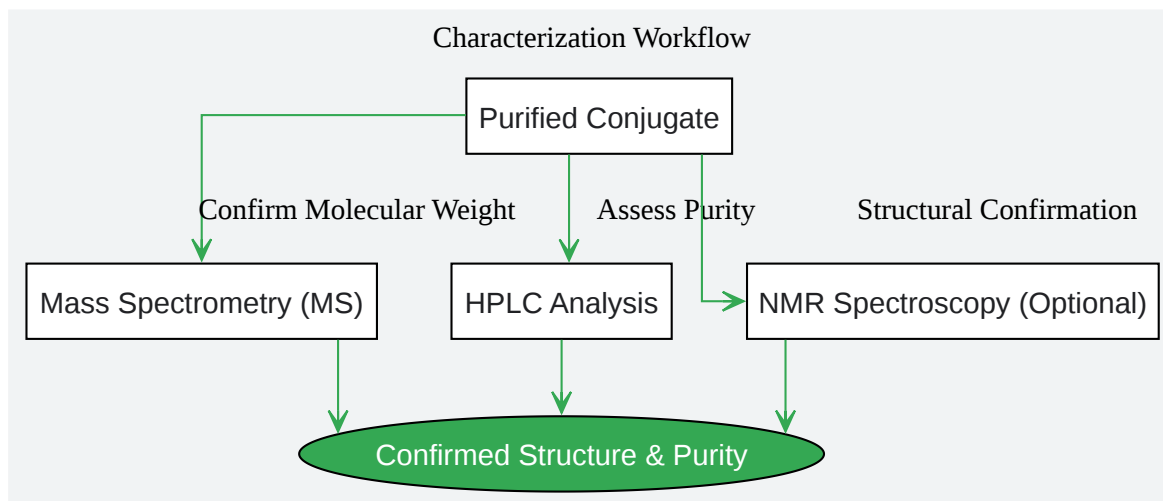 Characterization Workflow
Purified Conjugate
Confirm Molecular Weight
Assess Purity
Structural Confirmation
Mass Spectrometry (MS)
HPLC Analysis
NMR Spectroscopy (Optional)
Confirmed Structure & Purity